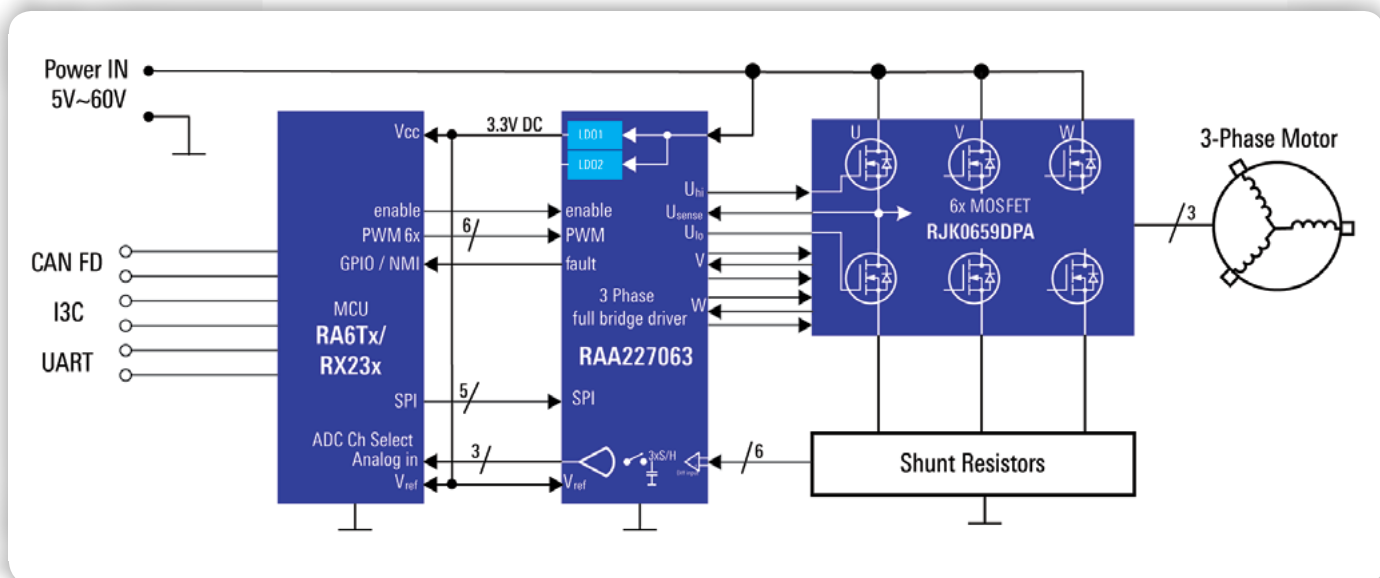 Power IN
5V~60V
Vcc
3.3V DC
LDO1
LDO2
enable
PWM 6x
6
GPIO / NMI
enable
PWM
fault
CAN FD
I3C
UART
MCU
RA6Tx/
RX23x
3 Phase
full bridge driver
RAA227063
SPI
5
SPI
ADC Ch Select
Analog in
3
Vref
Vref
3xS/H
Diff input
6
Uhi
Usense
Ulo
V
W
U
V
W
6x MOSFET
RJK0659DPA
3
3-Phase Motor
Shunt Resistors